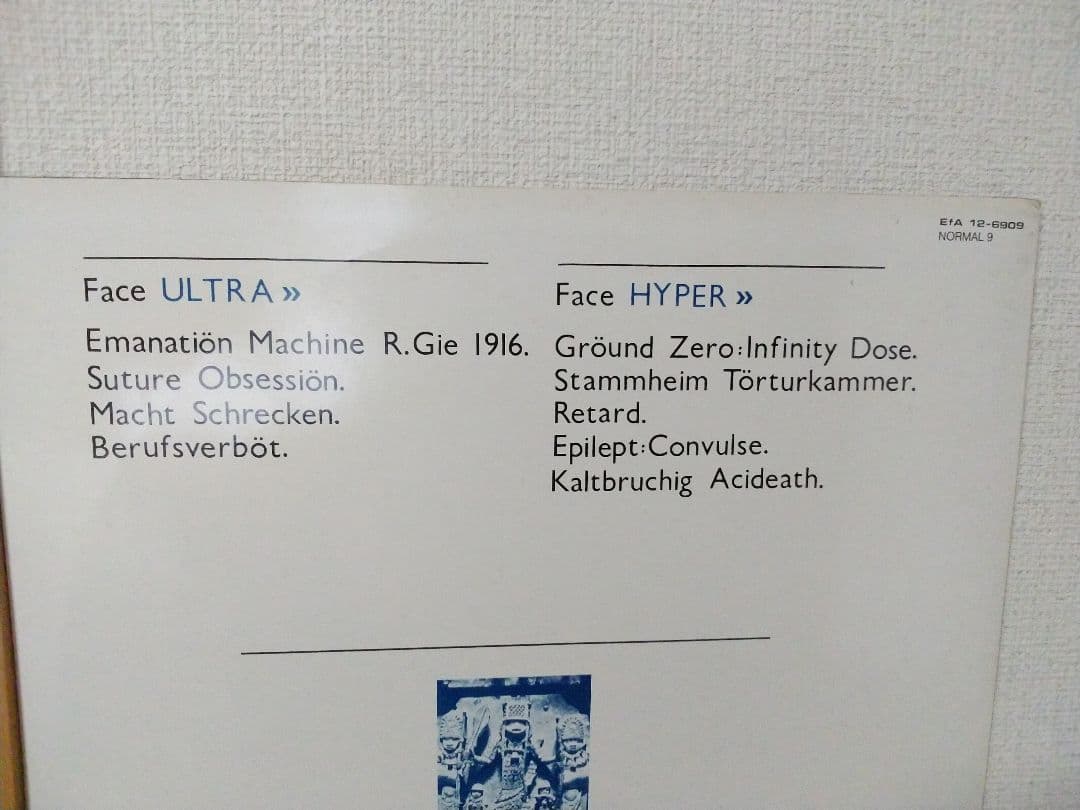 EfA 12-6909
NORMAL 9
Face ULTRA »
Emanatiön Machine R.Gie 1916.
Suture Obsessiön.
Macht Schrecken.
Berufsverböt.
Face HYPER »
Gröund Zero:Infinity Dose.
Stammheim Törturkammer.
Retard.
Epilept:Convulse.
Kaltbruchig Acideath.